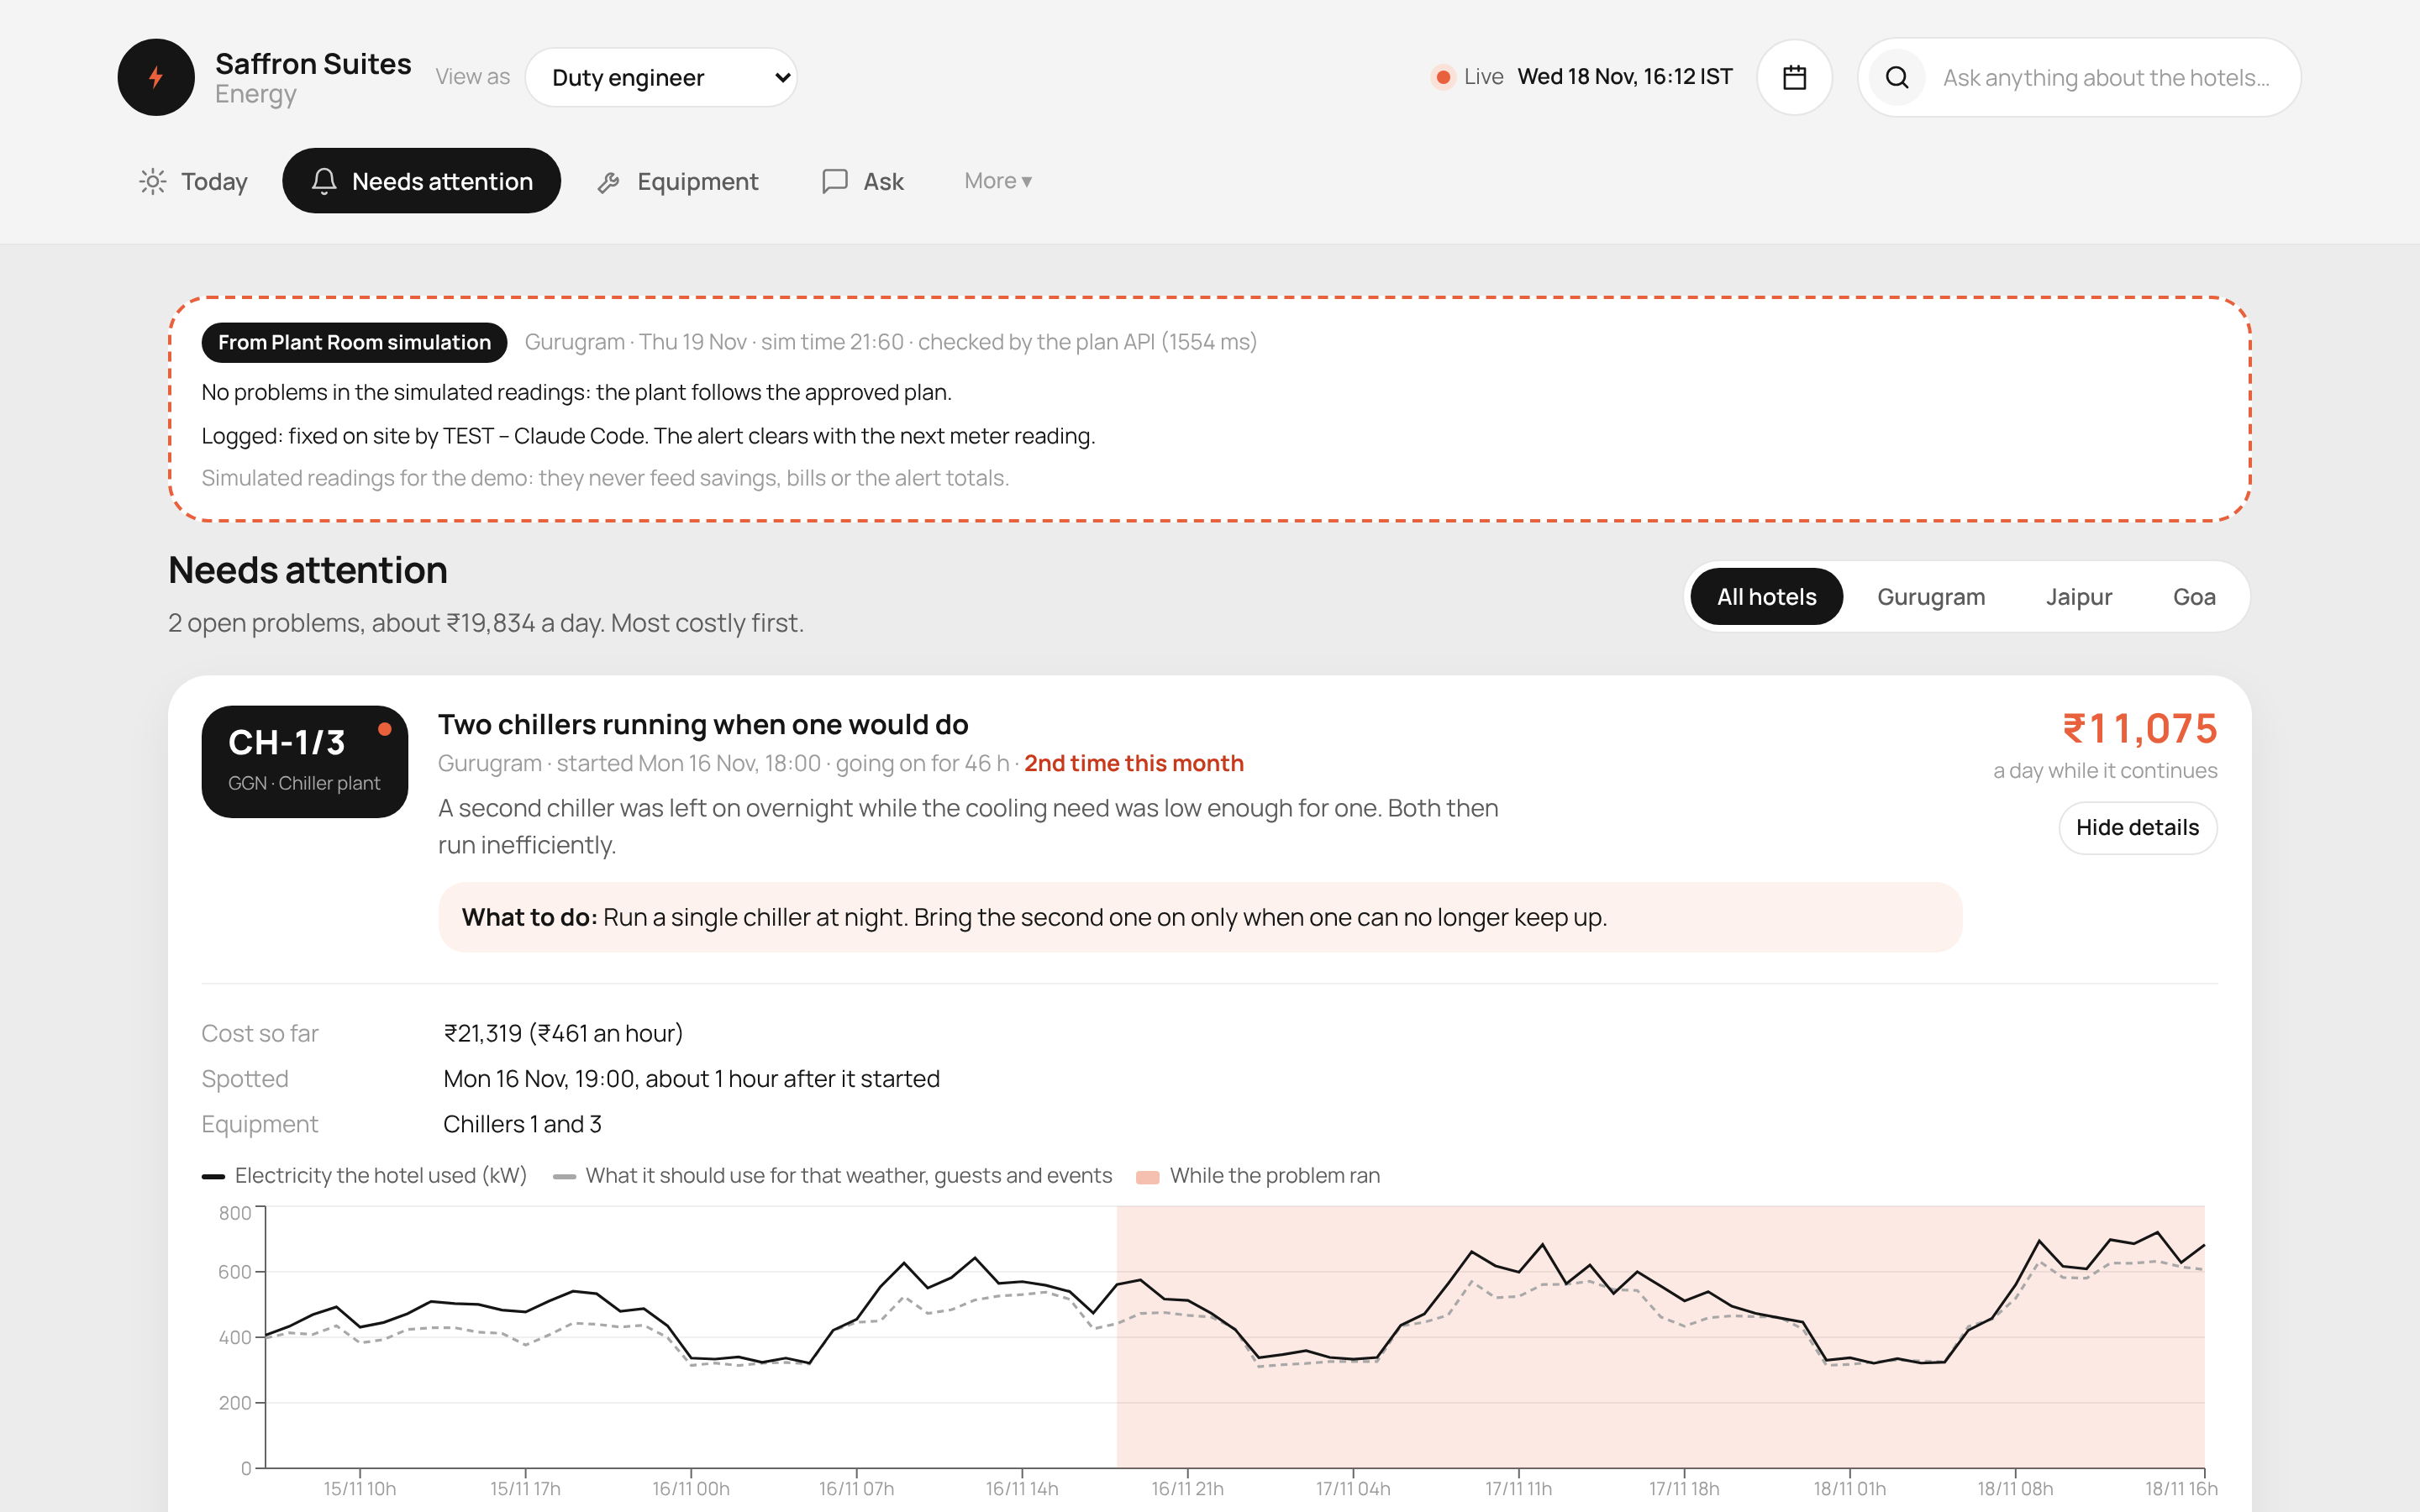 Saffron Suites
Energy
View as
Duty engineer
Live Wed 18 Nov, 16:12 IST
Ask anything about the hotels...
Today
Needs attention
Equipment
Ask
More ▾
From Plant Room simulation Gurugram · Thu 19 Nov · sim time 21:60 · checked by the plan API (1554 ms)
No problems in the simulated readings: the plant follows the approved plan.
Logged: fixed on site by TEST – Claude Code. The alert clears with the next meter reading.
Simulated readings for the demo: they never feed savings, bills or the alert totals.
Needs attention
2 open problems, about ₹19,834 a day. Most costly first.
All hotels
Gurugram
Jaipur
Goa
CH-1/3
GGN · Chiller plant
Two chillers running when one would do
Gurugram · started Mon 16 Nov, 18:00 · going on for 46 h · 2nd time this month
A second chiller was left on overnight while the cooling need was low enough for one. Both then
run inefficiently.
What to do: Run a single chiller at night. Bring the second one on only when one can no longer keep up.
₹11,075
a day while it continues
Hide details
Cost so far ₹21,319 (₹461 an hour)
Spotted Mon 16 Nov, 19:00, about 1 hour after it started
Equipment Chillers 1 and 3
Electricity the hotel used (kW) What it should use for that weather, guests and events While the problem ran
800
600
400
200
0
15/11 10h 15/11 17h 16/11 00h 16/11 07h 16/11 14h 16/11 21h 17/11 04h 17/11 11h 17/11 18h 18/11 01h 18/11 08h 18/11 16h